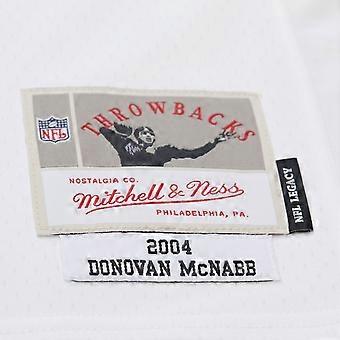 THROWBACKS
NFL
NOSTALGIA CO.
Mitchell & Ness
PHILADELPHIA, PA.
NFL LEGACY
2004
DONOVAN McNABB